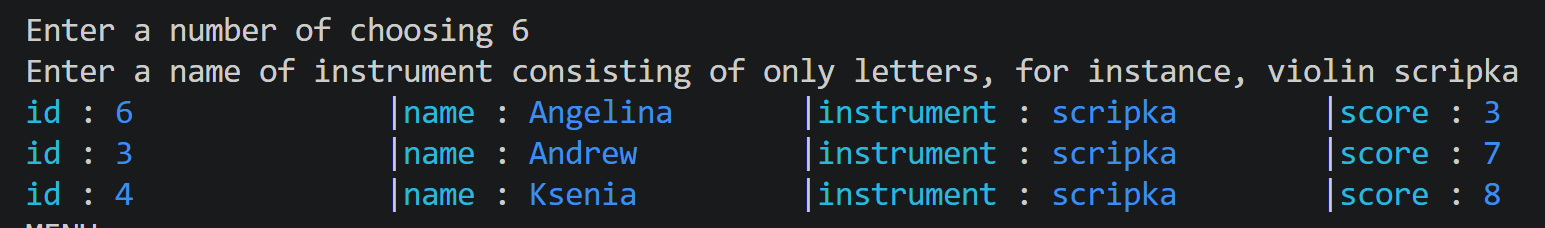 Enter a number of choosing 6
Enter a name of instrument consisting of only letters, for instance, violin scripka
id : 6 |name : Angelina |instrument : scripka |score : 3
id : 3 |name : Andrew |instrument : scripka |score : 7
id : 4 |name : Ksenia |instrument : scripka |score : 8
MENU